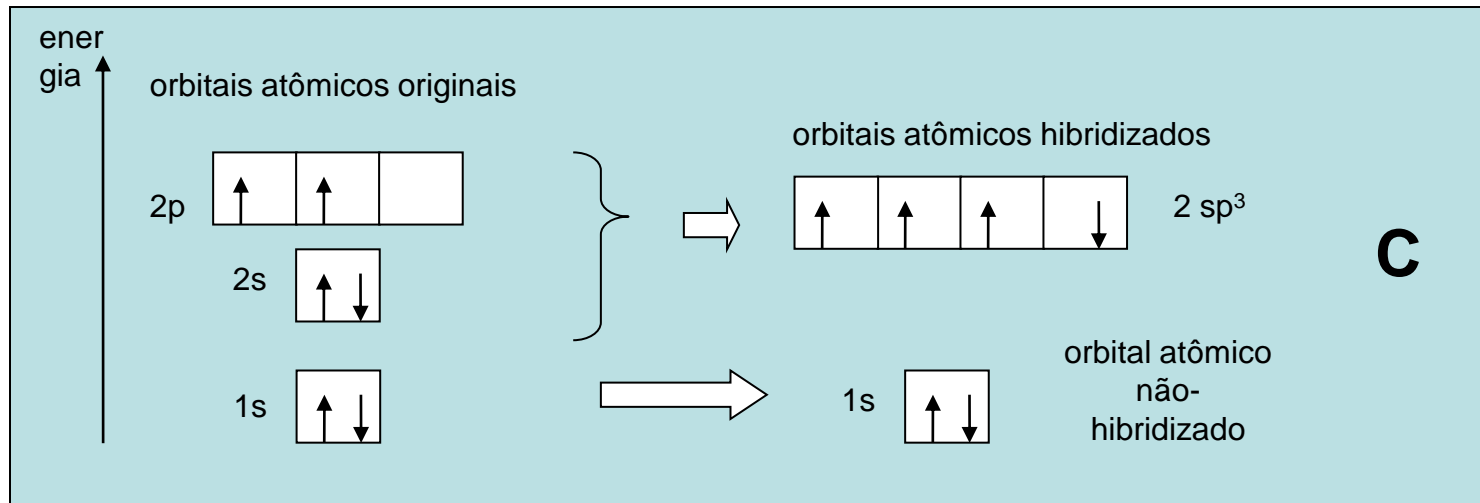 ener
gia
orbitais atômicos originais
orbitais atômicos hibridizados
2p
2 sp³
C
2s
1s
1s
orbital atômico
não-
hibridizado